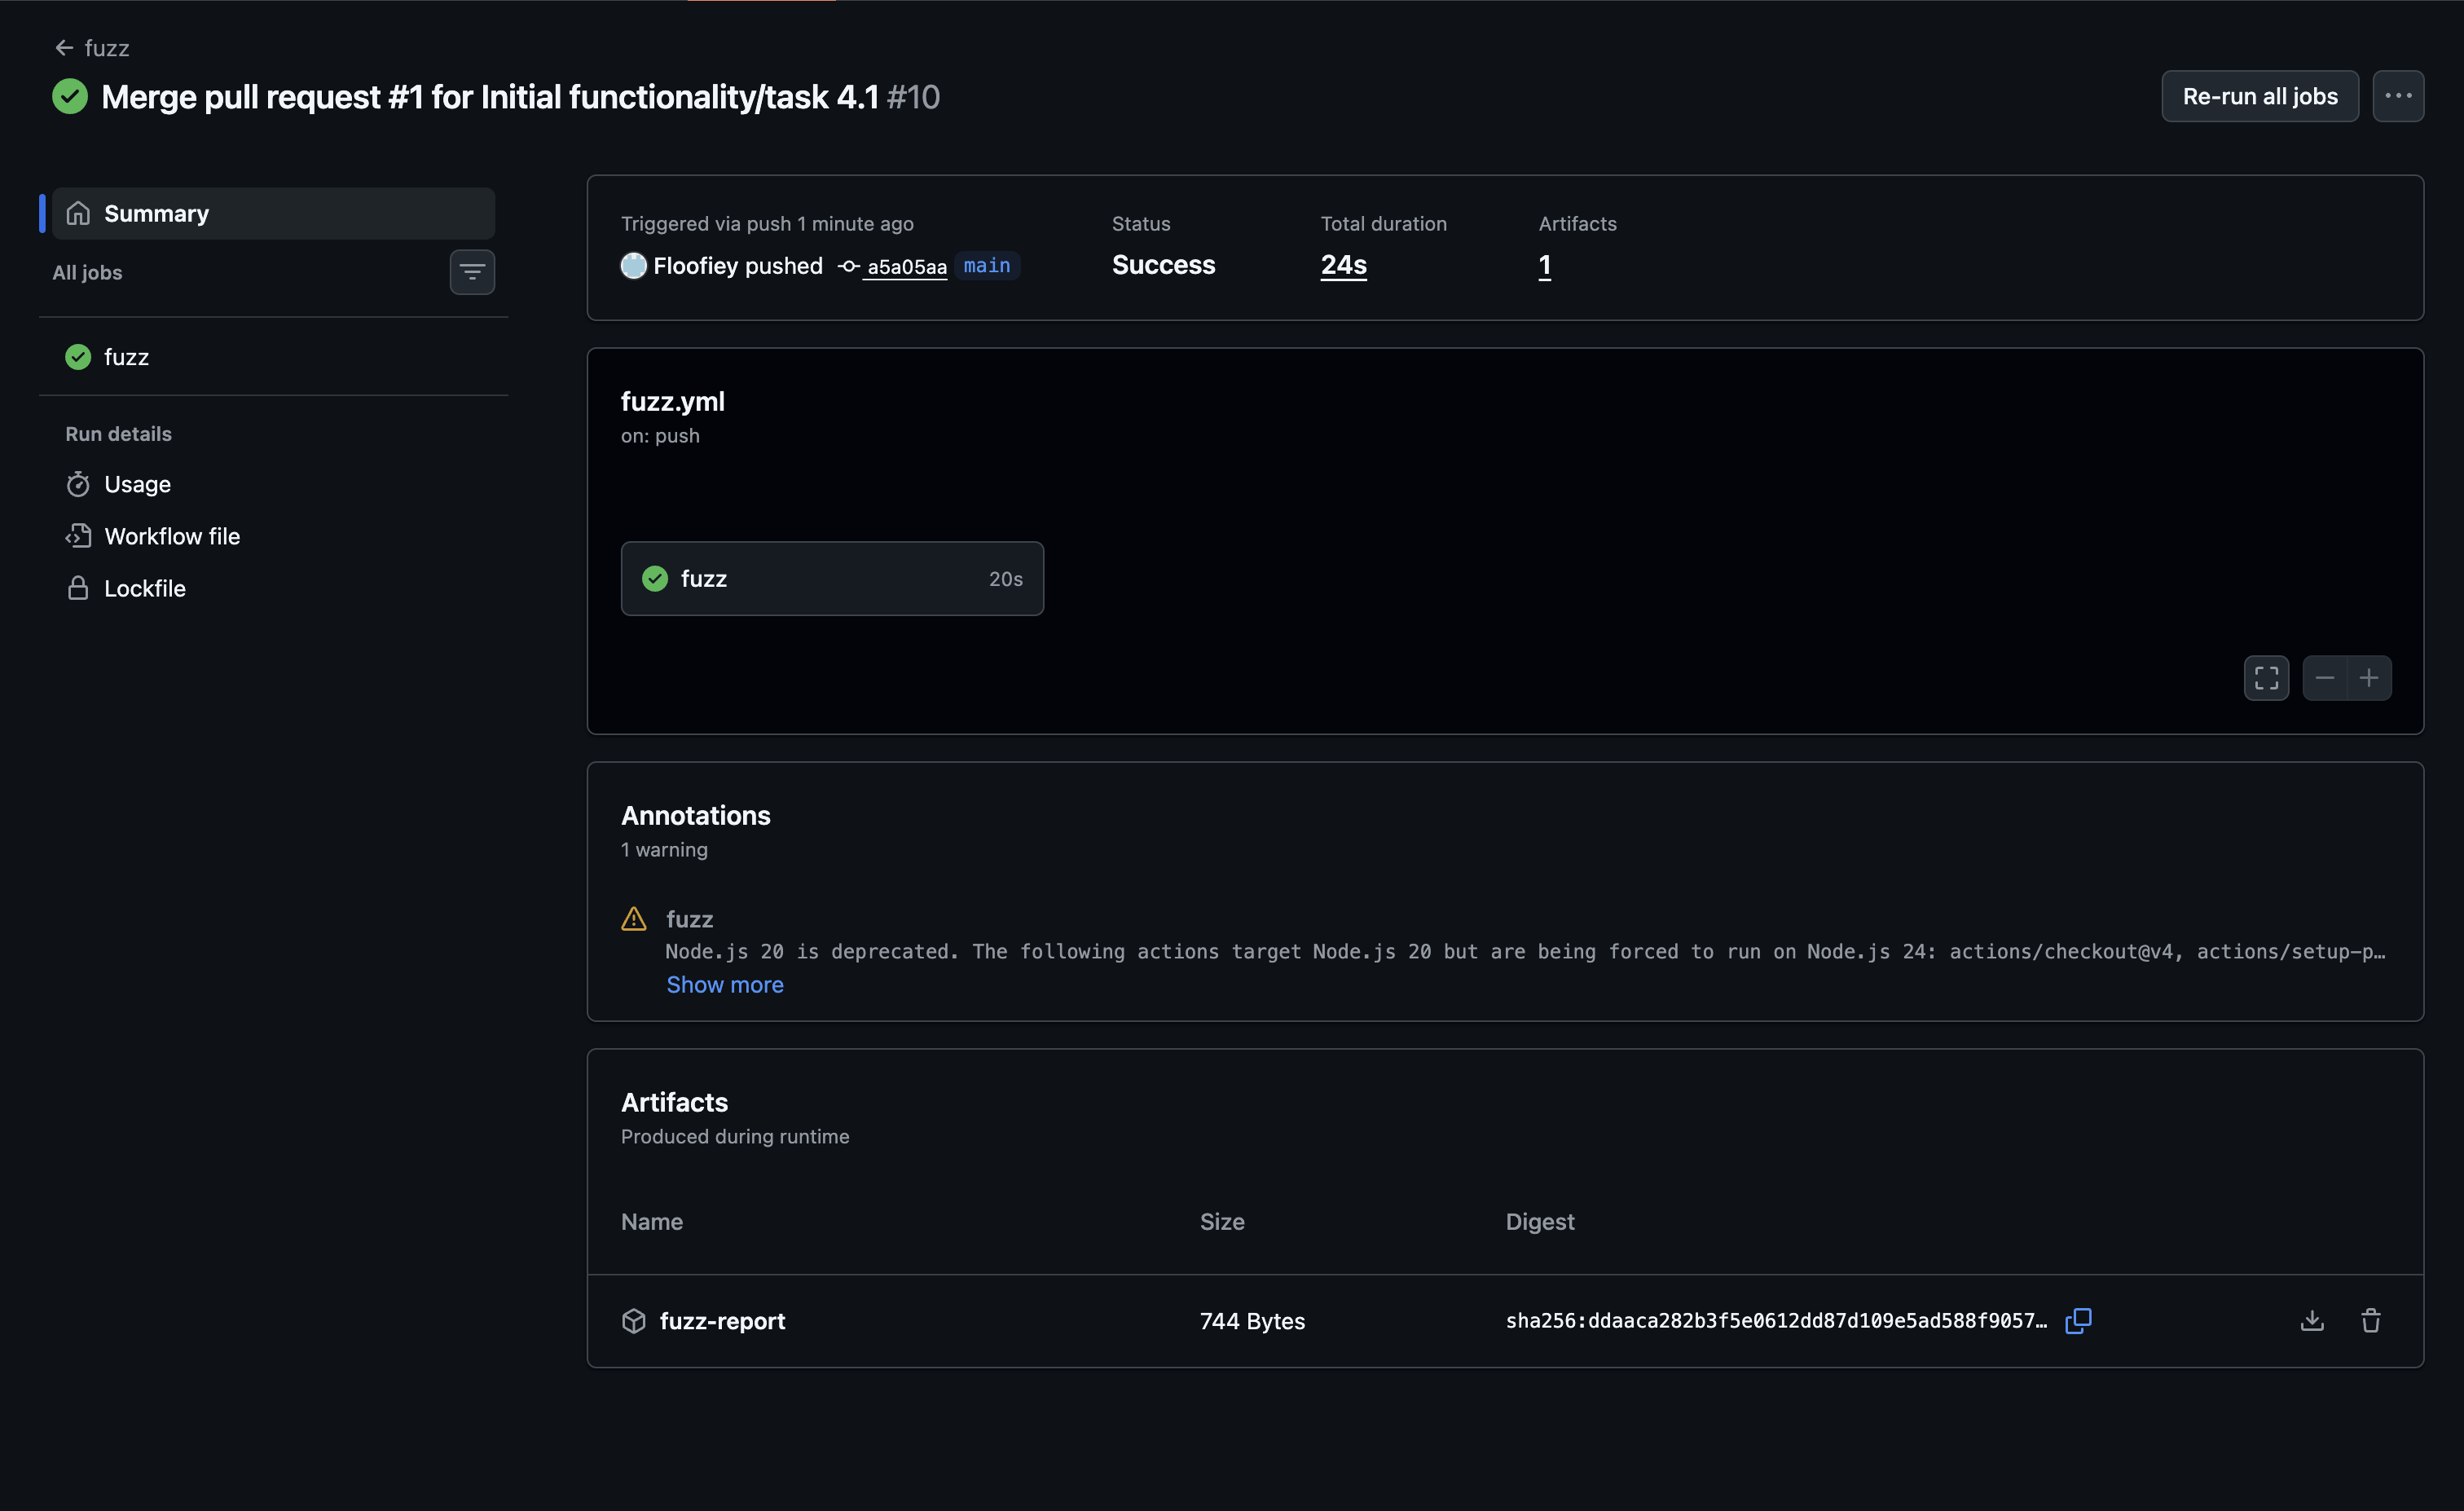 fuzz
Merge pull request #1 for Initial functionality/task 4.1 #10
Re-run all jobs
Summary
All jobs
fuzz
Run details
Usage
Workflow file
Lockfile
Triggered via push 1 minute ago
Floofiey pushed a5a05aa main
Status
Success
Total duration
24s
Artifacts
1
fuzz.yml
on: push
fuzz 20s
Annotations
1 warning
fuzz
Node.js 20 is deprecated. The following actions target Node.js 20 but are being forced to run on Node.js 24: actions/checkout@v4, actions/setup-p…
Show more
Artifacts
Produced during runtime
Name Size Digest
fuzz-report 744 Bytes sha256:ddaaca282b3f5e0612dd87d109e5ad588f9057…